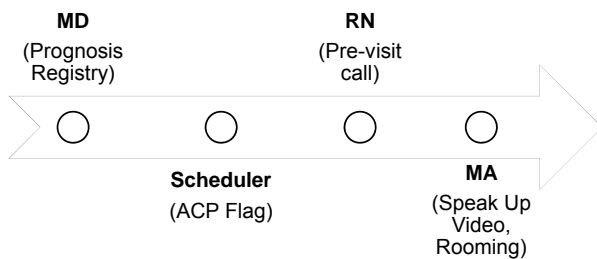 MD
(Prognosis
Registry)
Scheduler
(ACP Flag)
RN
(Pre-visit
call)
MA
(Speak Up
Video,
Rooming)